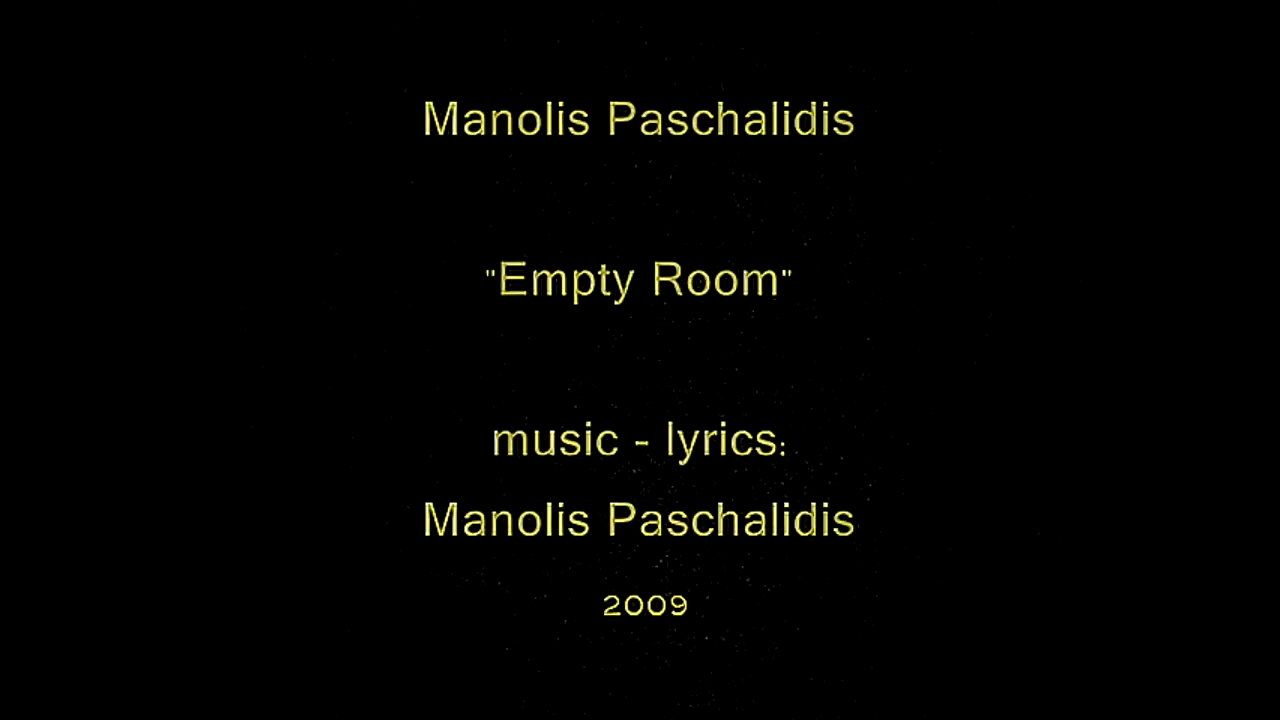 Manolis Paschalidis
"Empty Room"
music - lyrics:
Manolis Paschalidis
2009